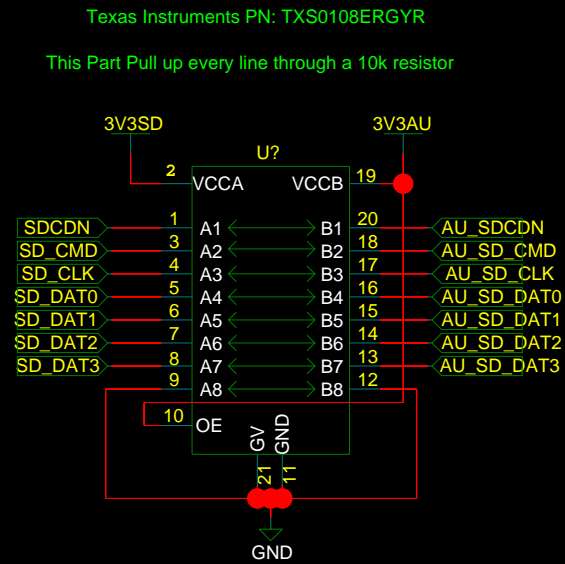 Texas Instruments PN: TXS0108ERGYR
This Part Pull up every line through a 10k resistor
3V3SD 3V3AU
U?
2 VCCA VCCB 19
SDCDN 1 A1 B1 20 AU_SDCDN
SD_CMD 3 A2 B2 18 AU_SD_CMD
SD_CLK 4 A3 B3 17 AU_SD_CLK
SD_DAT0 5 A4 B4 16 AU_SD_DAT0
SD_DAT1 6 A5 B5 15 AU_SD_DAT1
SD_DAT2 7 A6 B6 14 AU_SD_DAT2
SD_DAT3 8 A7 B7 13 AU_SD_DAT3
9 A8 B8 12
10 OE
GV GND
21 11
GND